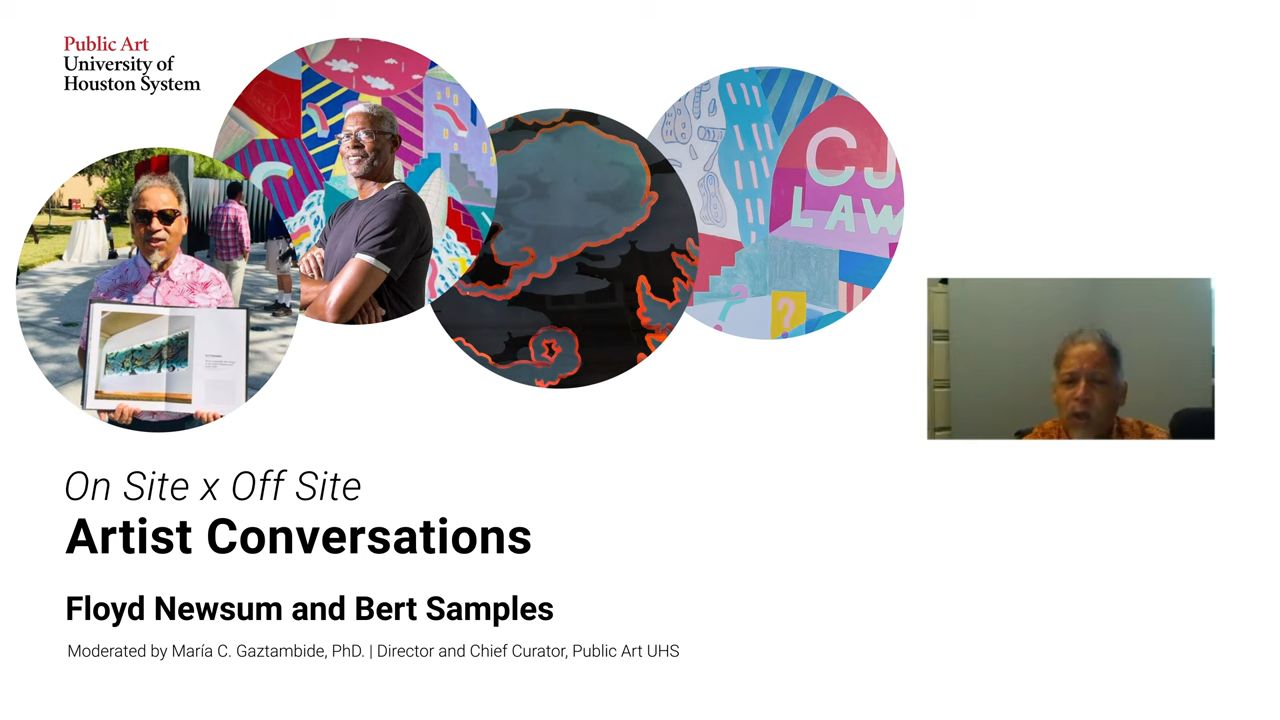 Public Art
University of
Houston System
CJ
LAW
?
?
On Site x Off Site
Artist Conversations
Floyd Newsum and Bert Samples
Moderated by María C. Gaztambide, PhD. | Director and Chief Curator, Public Art UHS